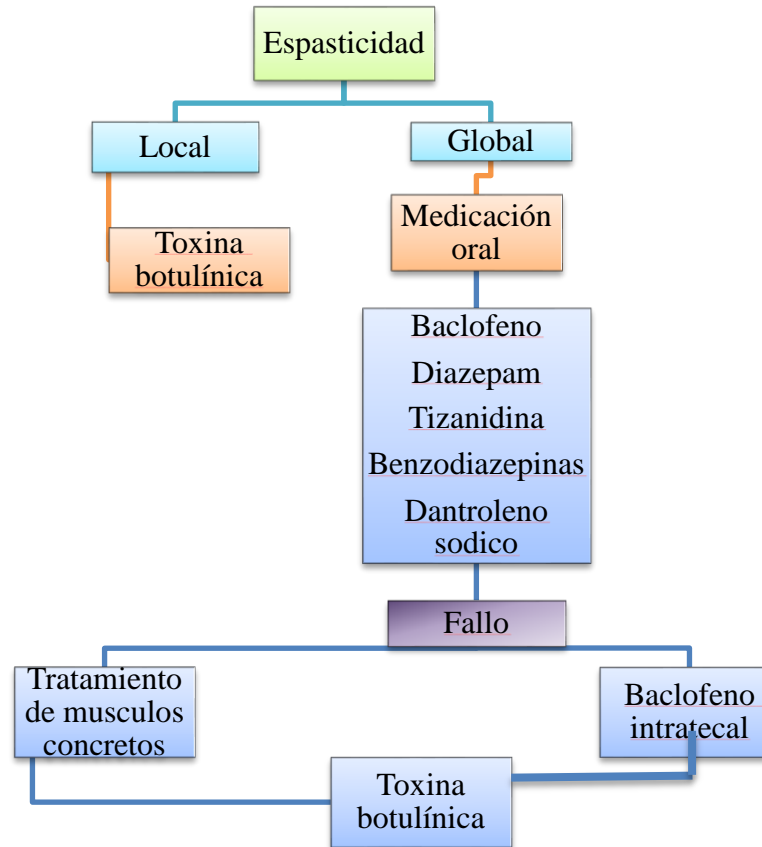 Espasticidad
Local
Global
Toxina
botulínica
Medicación
oral
Baclofeno
Diazepam
Tizanidina
Benzodiazepinas
Dantroleno
sodico
Fallo
Tratamiento
de musculos
concretos
Baclofeno
intratecal
Toxina
botulínica